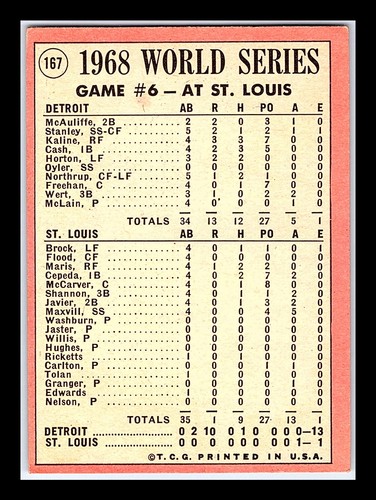 167 1968 WORLD SERIES
GAME #6 — AT ST. LOUIS
DETROIT AB R H PO A E
McAuliffe, 2B 2 2 0 3 1 0
Stanley, SS-CF 5 2 1 2 1 1
Kaline, RF 4 3 3 7 0 0
Cash, 1B 4 2 3 5 0 0
Horton, LF 3 2 2 0 0 0
Oyler, SS 0 0 0 0 0 0
Northrup, CF-LF 5 1 2 1 0 0
Freehan, C 4 0 1 7 0 0
Wert, 3B 3 1 0 2 2 0
McLain, P 4 0 0 0 1 0
TOTALS 34 13 12 27 5 1
ST. LOUIS AB R H PO A E
Brock, LF 4 0 1 1 0 1
Flood, CF 4 0 1 1 0 0
Maris, RF 4 1 2 2 0 0
Cepeda, 1B 4 0 2 7 2 0
McCarver, C 4 0 1 8 0 0
Shannon, 3B 4 0 1 1 2 0
Javier, 2B 4 0 1 3 2 0
Maxvill, SS 4 0 0 4 5 0
Washburn, P 0 0 0 0 0 0
Jaster, P 0 0 0 0 0 0
Willis, P 0 0 0 0 0 0
Hughes, P 0 0 0 0 0 0
Ricketts 1 0 1 0 0 0
Carlton, P 0 0 0 0 1 0
Tolan 1 0 0 0 0 0
Granger, P 0 0 0 0 1 0
Edwards 1 0 0 0 0 0
Nelson, P 0 0 0 0 0 0
TOTALS 35 1 9 27 13 1
DETROIT 0 2 10 0 1 0 0 0 0—13
ST. LOUIS 0 0 0 0 0 0 0 0 1— 1
©T.C.G. PRINTED IN U.S.A.